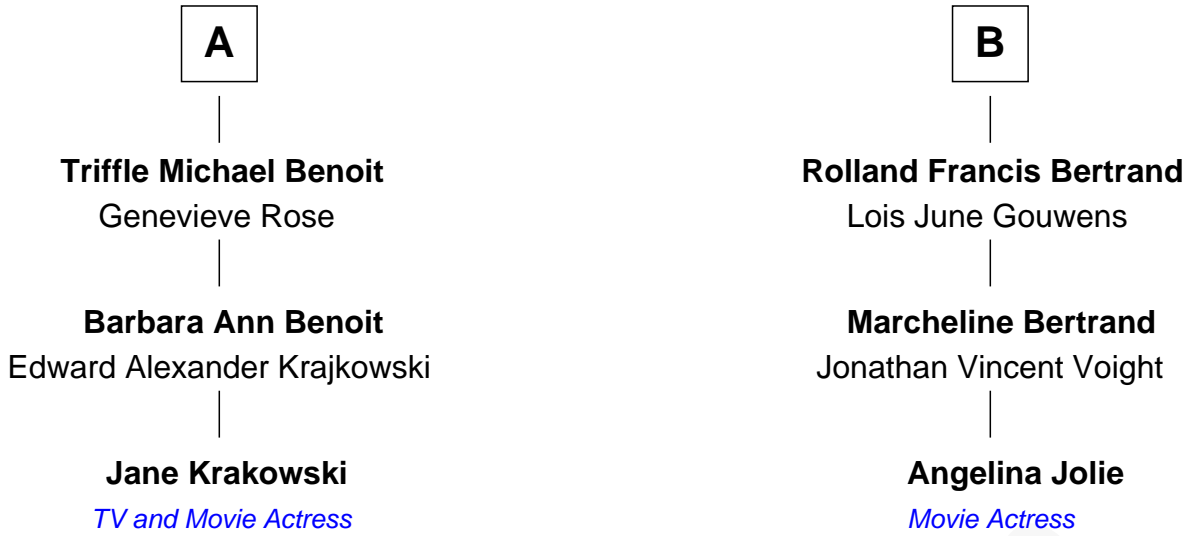 A
Triffle Michael Benoit
Genevieve Rose
Barbara Ann Benoit
Edward Alexander Krajkowski
Jane Krakowski
TV and Movie Actress
B
Rolland Francis Bertrand
Lois June Gouwens
Marcheline Bertrand
Jonathan Vincent Voight
Angelina Jolie
Movie Actress